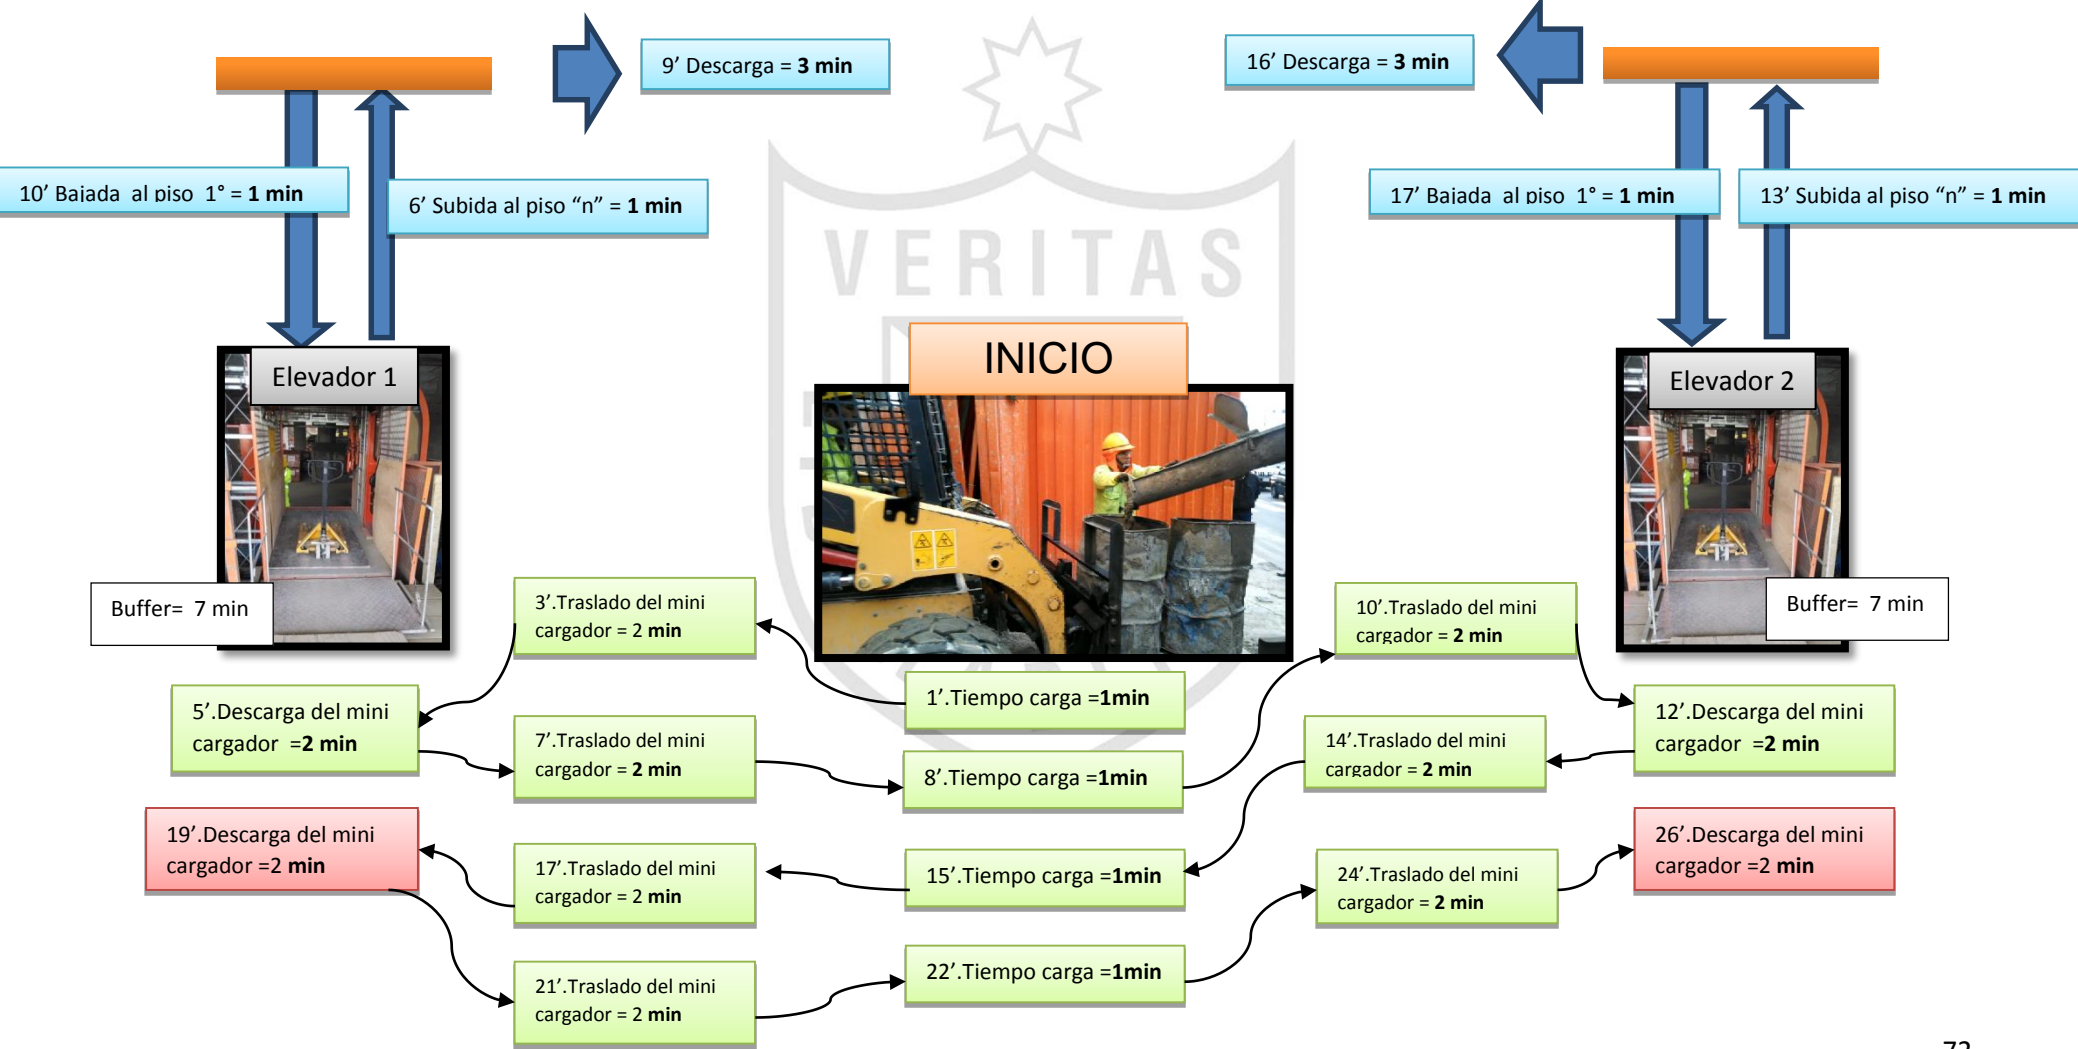 9’ Descarga = 3 min
16’ Descarga = 3 min
10’ Bajada al piso 1° = 1 min
6’ Subida al piso “n” = 1 min
17’ Bajada al piso 1° = 1 min
13’ Subida al piso “n” = 1 min
VERITAS
INICIO
Elevador 1
Elevador 2
Buffer= 7 min
3’.Traslado del mini
cargador = 2 min
10’.Traslado del mini
cargador = 2 min
Buffer= 7 min
5’.Descarga del mini
cargador =2 min
1’.Tiempo carga =1min
12’.Descarga del mini
cargador =2 min
7’.Traslado del mini
cargador = 2 min
8’.Tiempo carga =1min
14’.Traslado del mini
cargador = 2 min
19’.Descarga del mini
cargador =2 min
17’.Traslado del mini
cargador = 2 min
15’.Tiempo carga =1min
24’.Traslado del mini
cargador = 2 min
26’.Descarga del mini
cargador =2 min
21’.Traslado del mini
cargador = 2 min
22’.Tiempo carga =1min